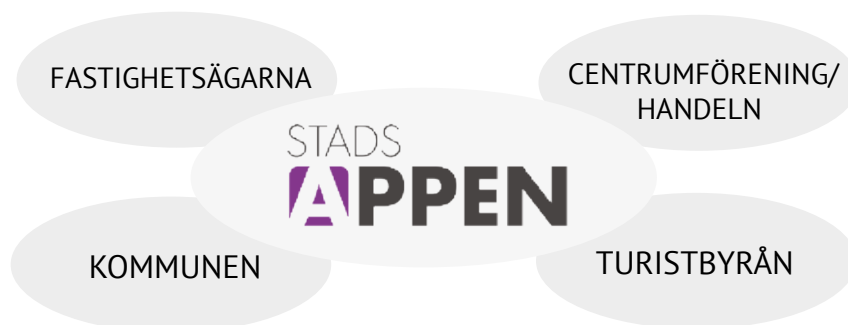 FASTIGHETSÄGARNA
CENTRUMFÖRENING/
HANDELN
STADS
APPEN
KOMMUNEN
TURISTBYRÅN